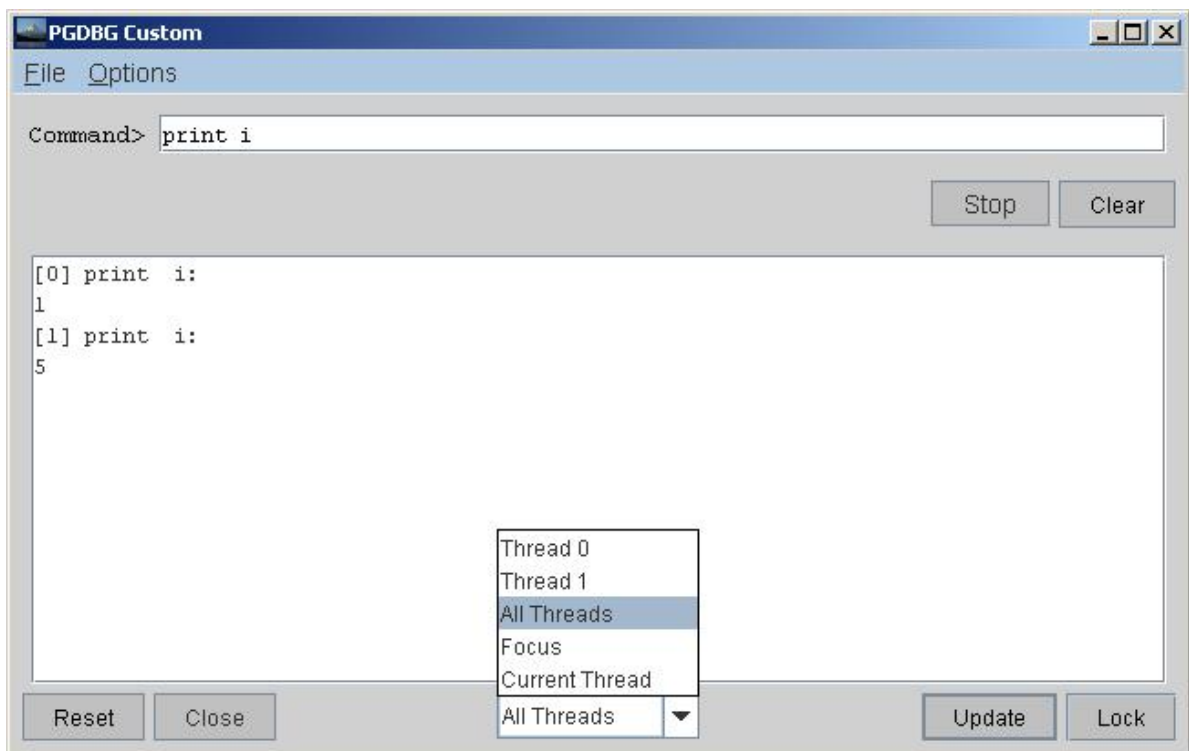 PGDBG Custom
File Options
Command> print i
Stop Clear
[0] print i:
1
[1] print i:
5
Thread 0
Thread 1
All Threads
Focus
Current Thread
Reset Close All Threads Update Lock